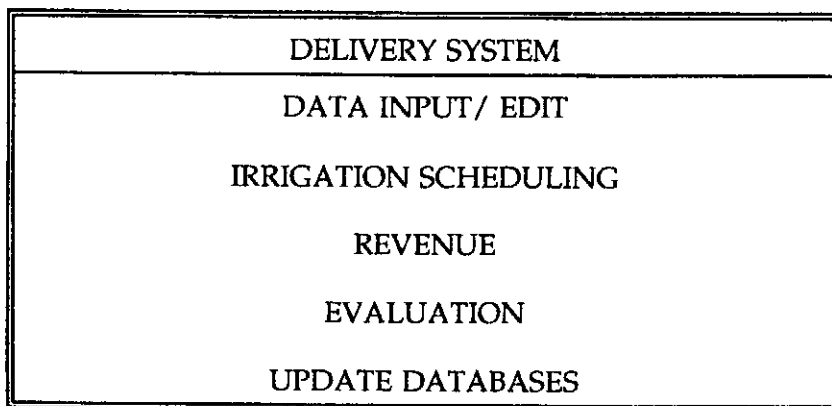 DELIVERY SYSTEM
DATA INPUT/ EDIT
IRRIGATION SCHEDULING
REVENUE
EVALUATION
UPDATE DATABASES